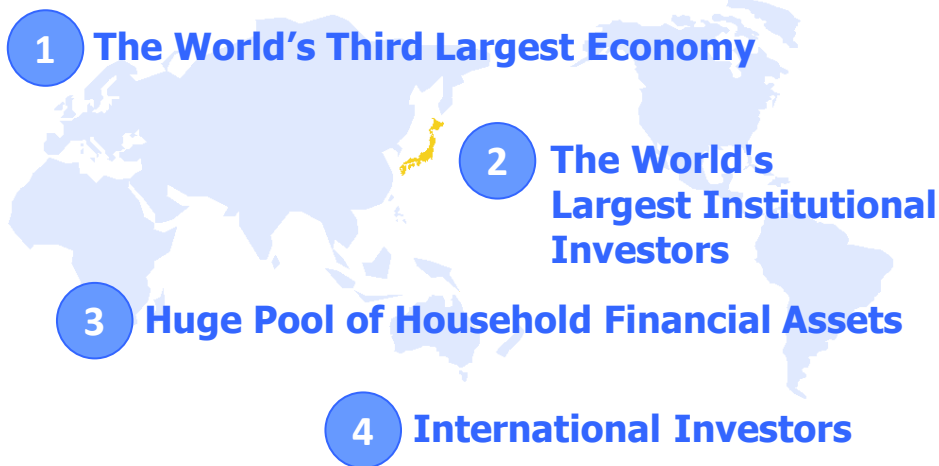 1 The World’s Third Largest Economy
2 The World's
Largest Institutional
Investors
3 Huge Pool of Household Financial Assets
4 International Investors